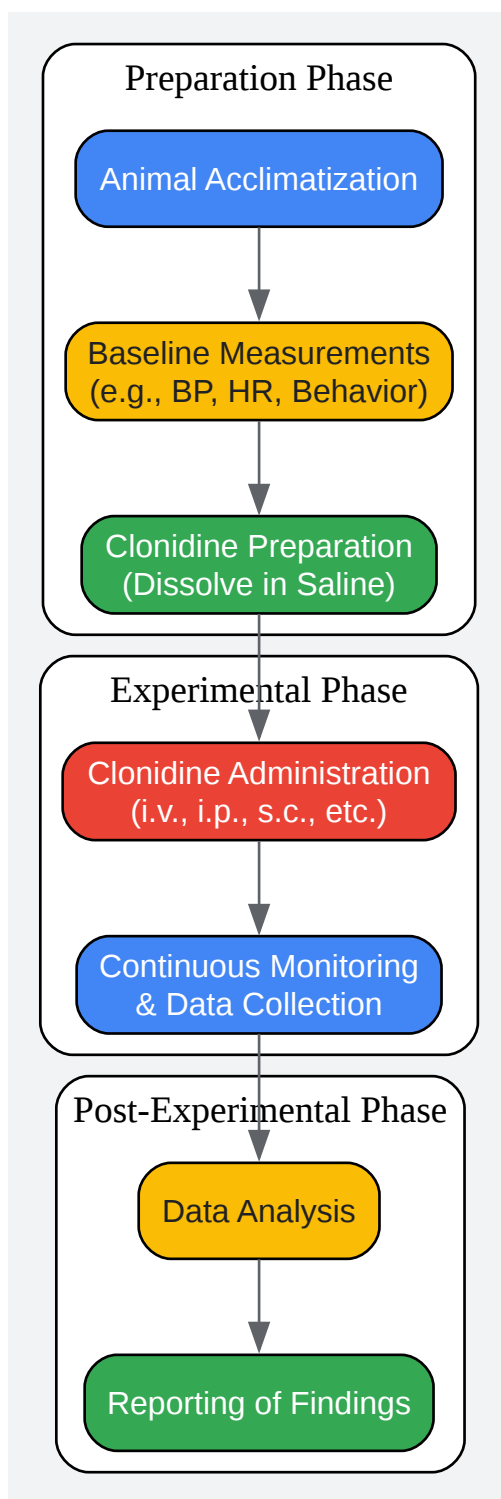 Preparation Phase
Animal Acclimatization
Baseline Measurements
(e.g., BP, HR, Behavior)
Clonidine Preparation
(Dissolve in Saline)
Experimental Phase
Clonidine Administration
(i.v., i.p., s.c., etc.)
Continuous Monitoring
& Data Collection
Post-Experimental Phase
Data Analysis
Reporting of Findings